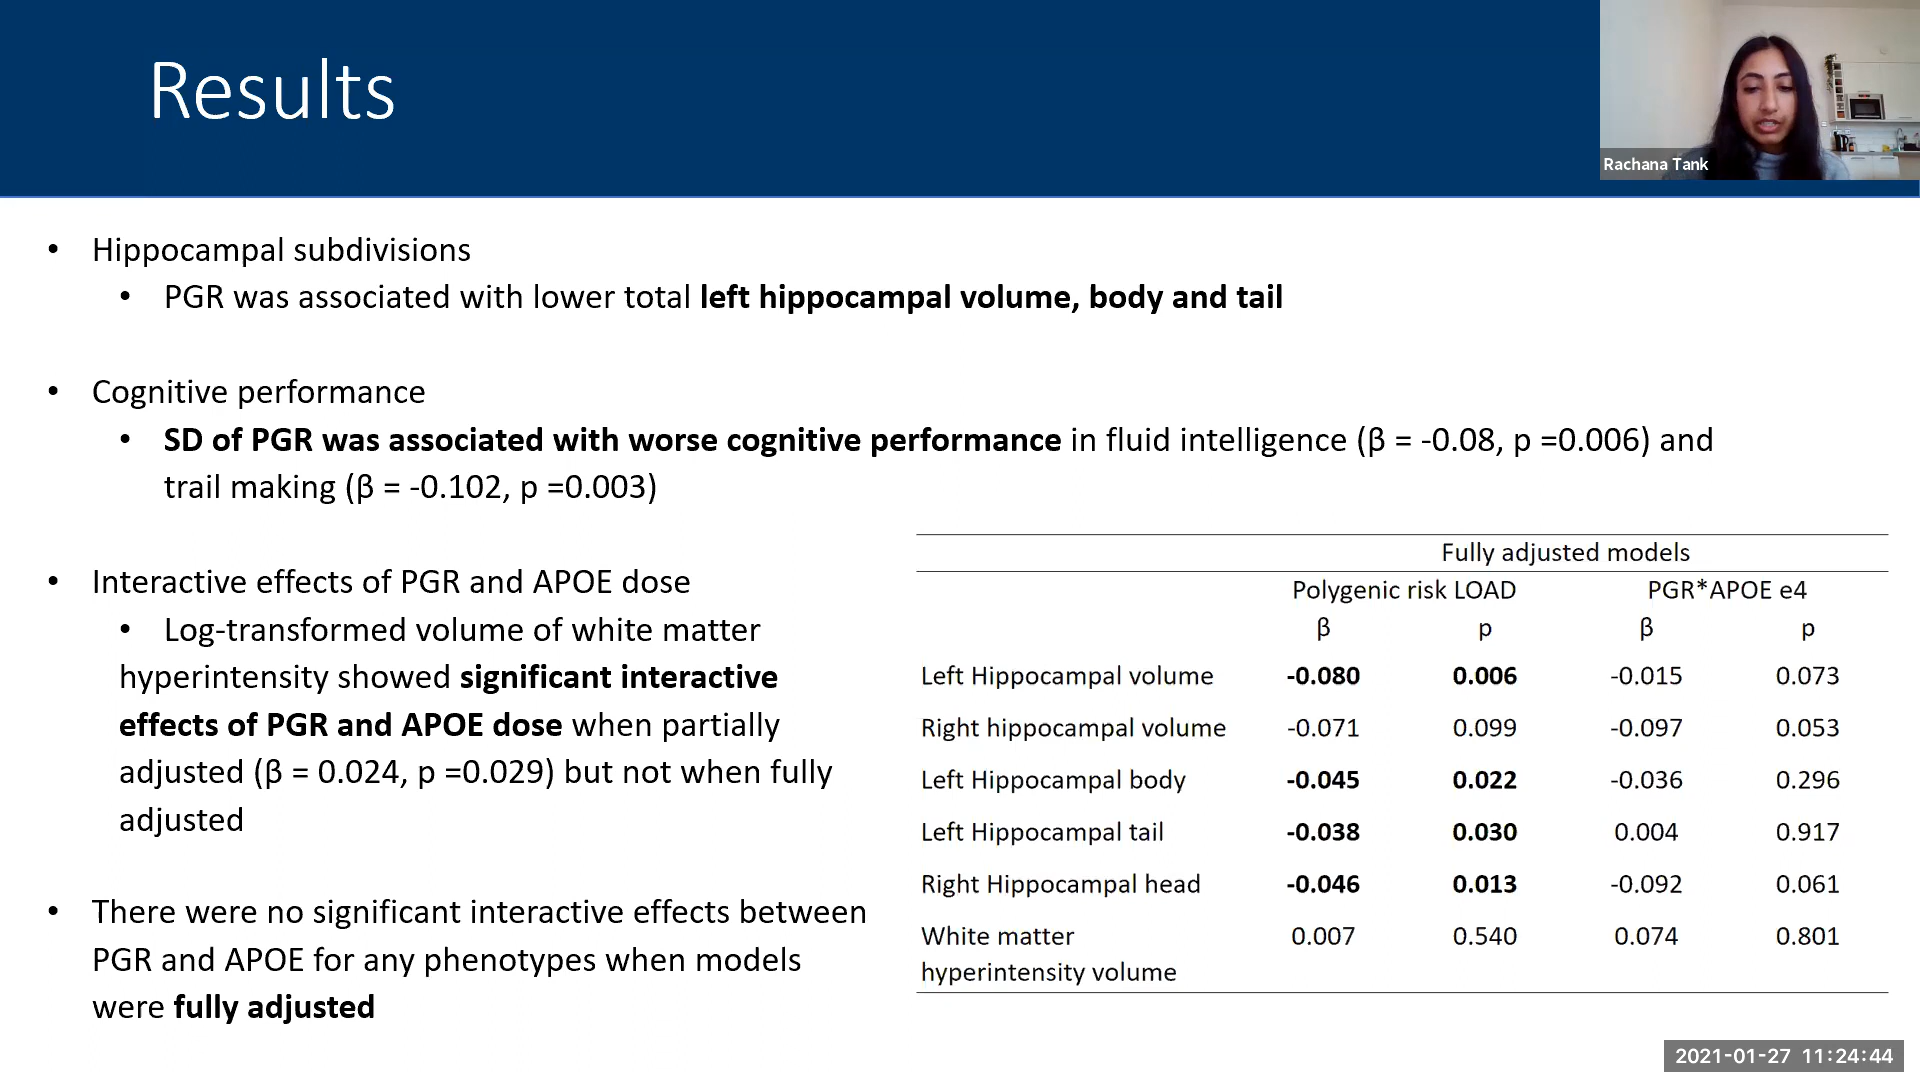 Results
Rachana Tank
• Hippocampal subdivisions
• PGR was associated with lower total left hippocampal volume, body and tail
• Cognitive performance
• SD of PGR was associated with worse cognitive performance in fluid intelligence (β = -0.08, p =0.006) and
trail making (β = -0.102, p =0.003)
• Interactive effects of PGR and APOE dose
• Log-transformed volume of white matter
hyperintensity showed significant interactive
effects of PGR and APOE dose when partially
adjusted (β = 0.024, p =0.029) but not when fully
adjusted
• There were no significant interactive effects between
PGR and APOE for any phenotypes when models
were fully adjusted
Fully adjusted models
Polygenic risk LOAD PGR*APOE e4
β p β p
Left Hippocampal volume -0.080 0.006 -0.015 0.073
Right hippocampal volume -0.071 0.099 -0.097 0.053
Left Hippocampal body -0.045 0.022 -0.036 0.296
Left Hippocampal tail -0.038 0.030 0.004 0.917
Right Hippocampal head -0.046 0.013 -0.092 0.061
White matter 0.007 0.540 0.074 0.801
hyperintensity volume
2021-01-27 11:24:44